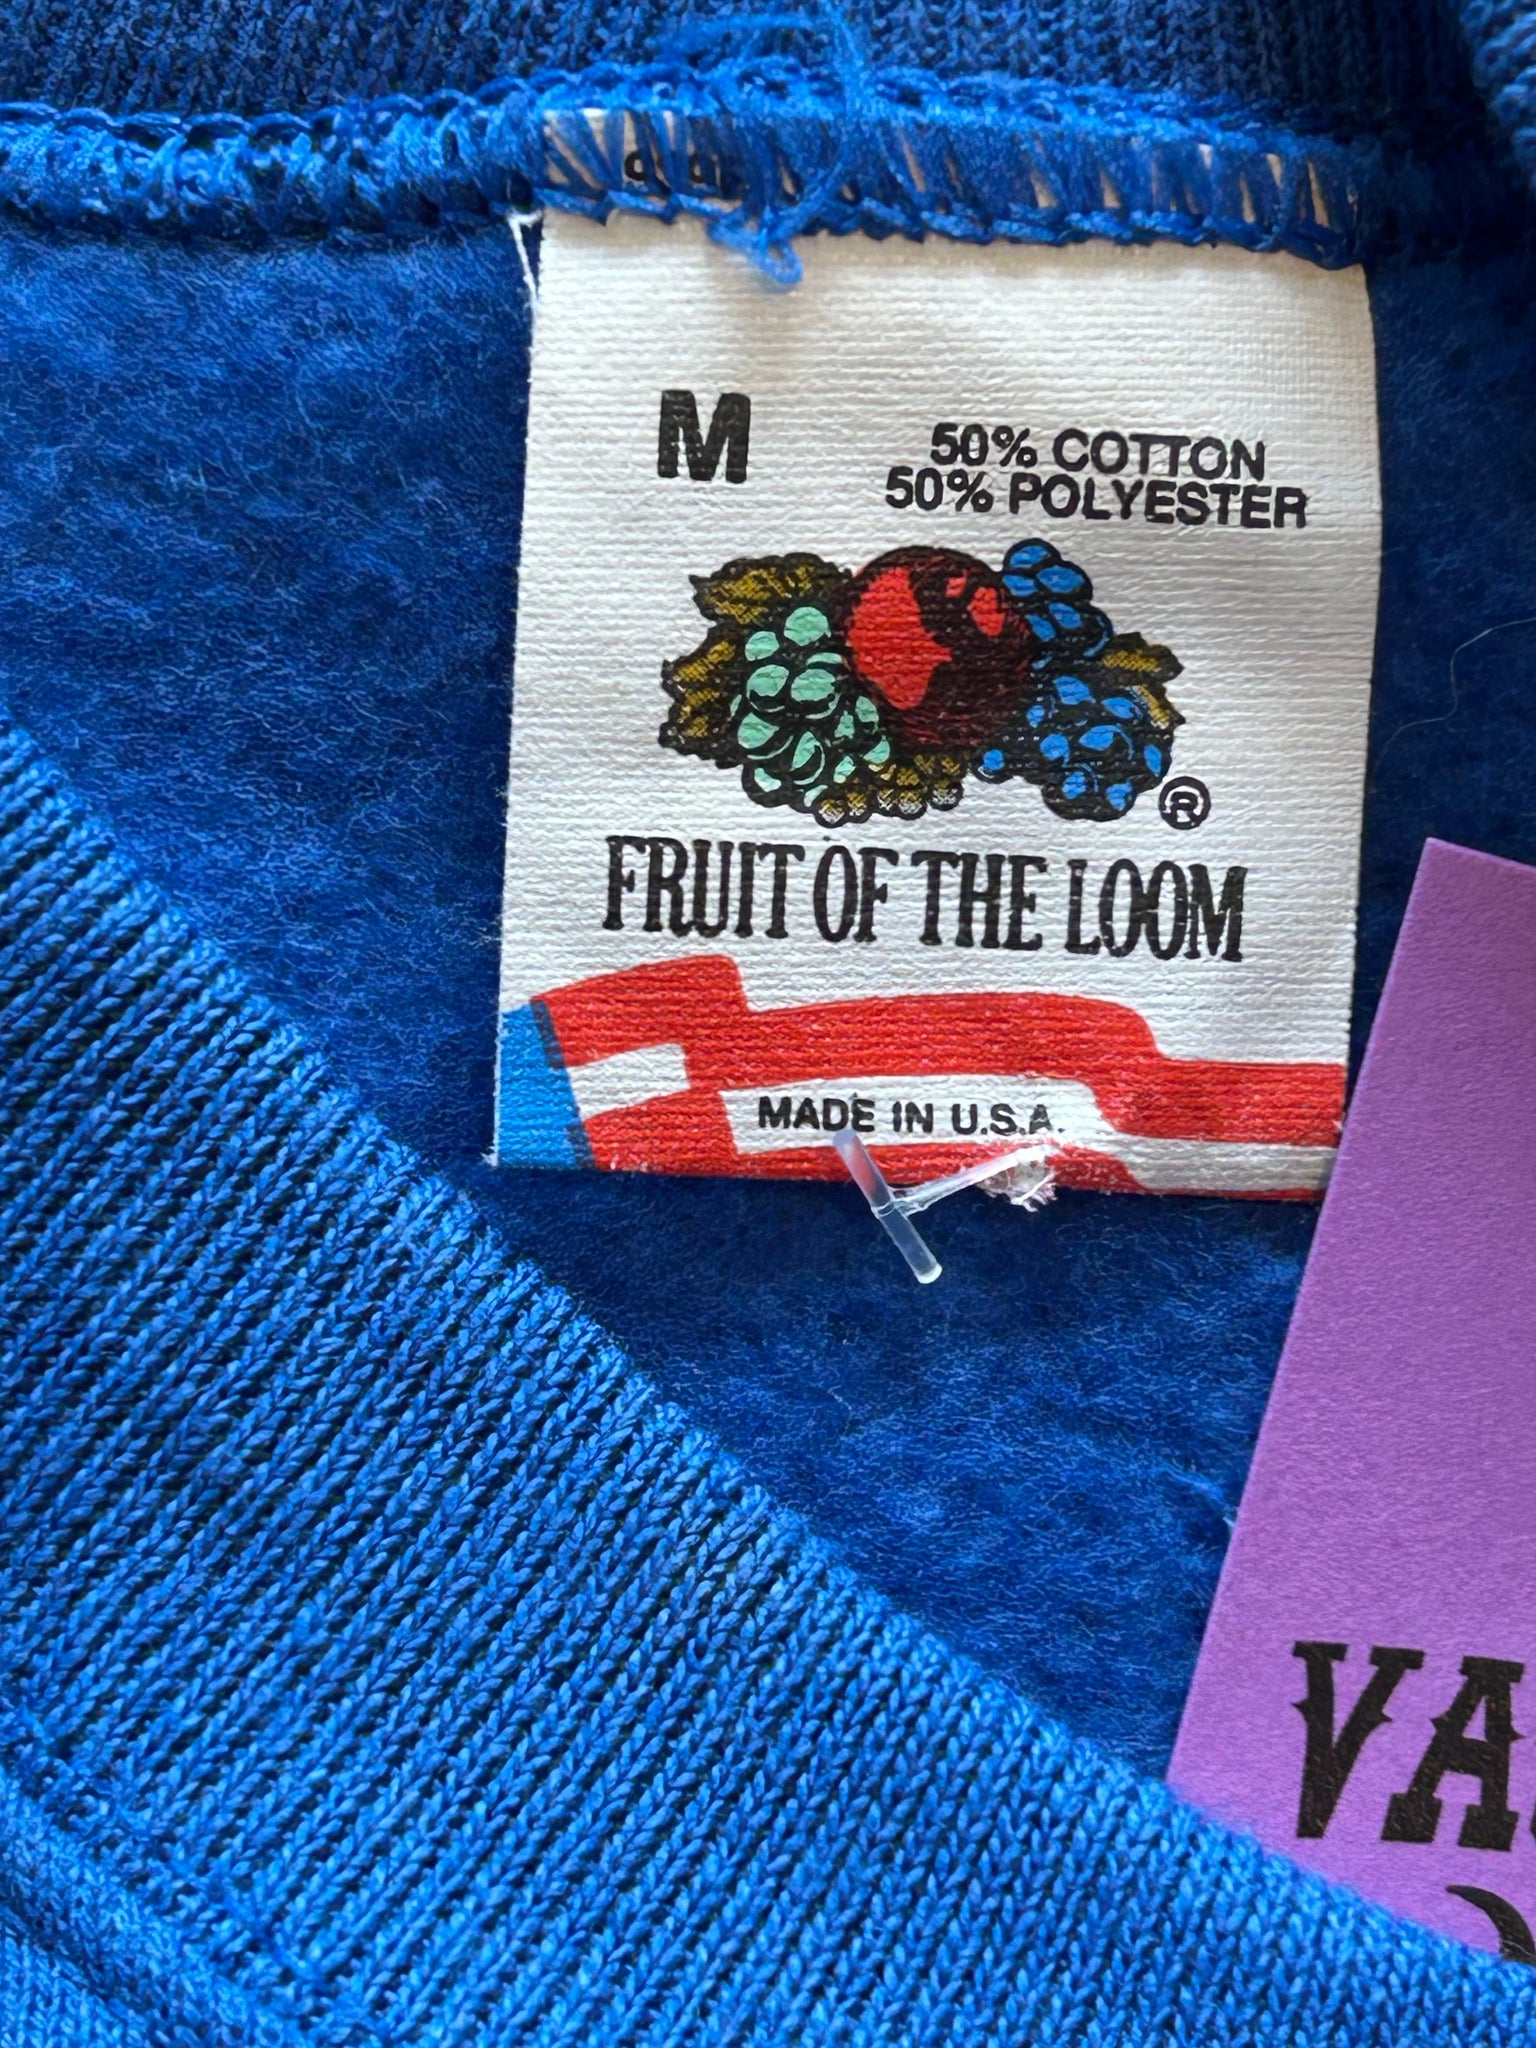 M
50% COTTON
50% POLYESTER
®
FRUIT OF THE LOOM
MADE IN U.S.A.